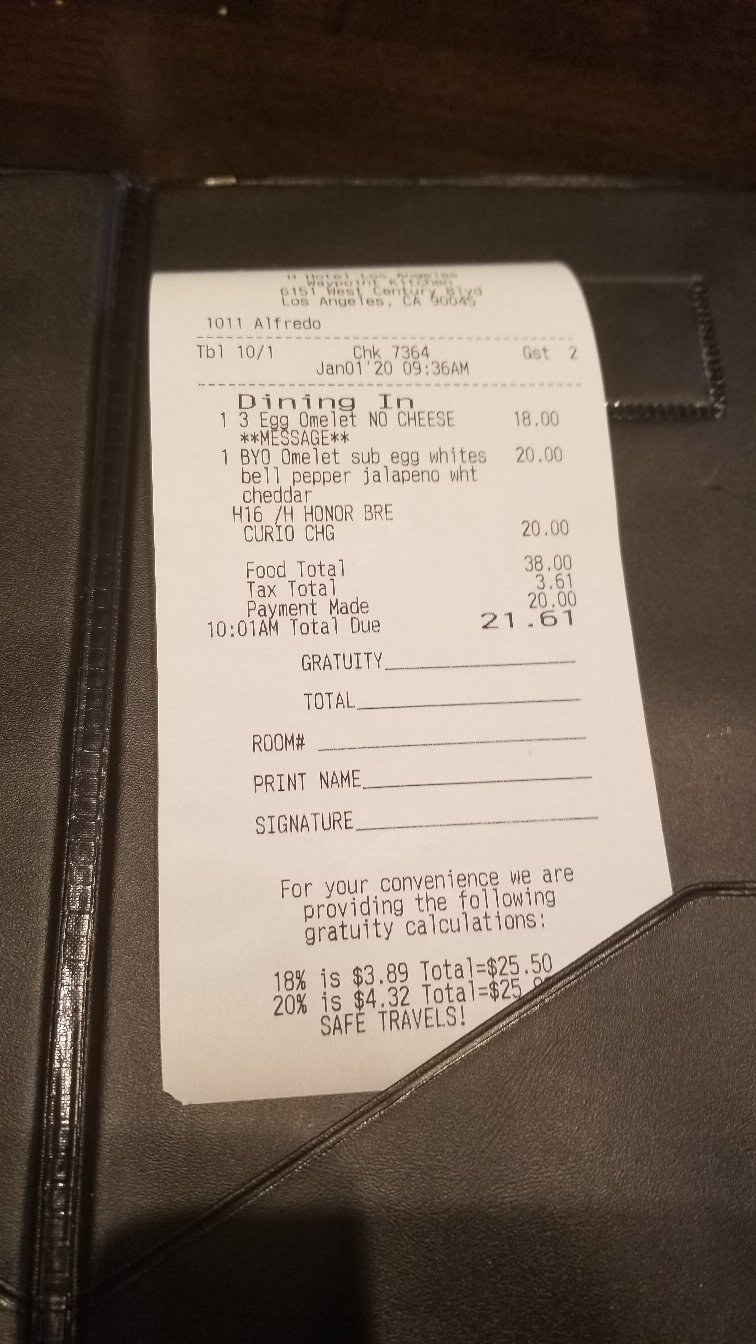 H Hotel Los Angeles
Waypoint Kitchen
6151 West Century Blvd
Los Angeles, CA 90045
1011 Alfredo
Tbl 10/1 Chk 7364 Gst 2
Jan01'20 09:36AM
Dining In
1 3 Egg Omelet NO CHEESE 18.00
**MESSAGE**
1 BYO Omelet sub egg whites 20.00
bell pepper jalapeno wht
cheddar
H16 /H HONOR BRE
CURIO CHG 20.00
Food Total 38.00
Tax Total 3.61
Payment Made 20.00
10:01AM Total Due 21.61
GRATUITY
TOTAL
ROOM#
PRINT NAME
SIGNATURE
For your convenience we are
providing the following
gratuity calculations:
18% is $3.89 Total=$25.50
20% is $4.32 Total=$25
SAFE TRAVELS!